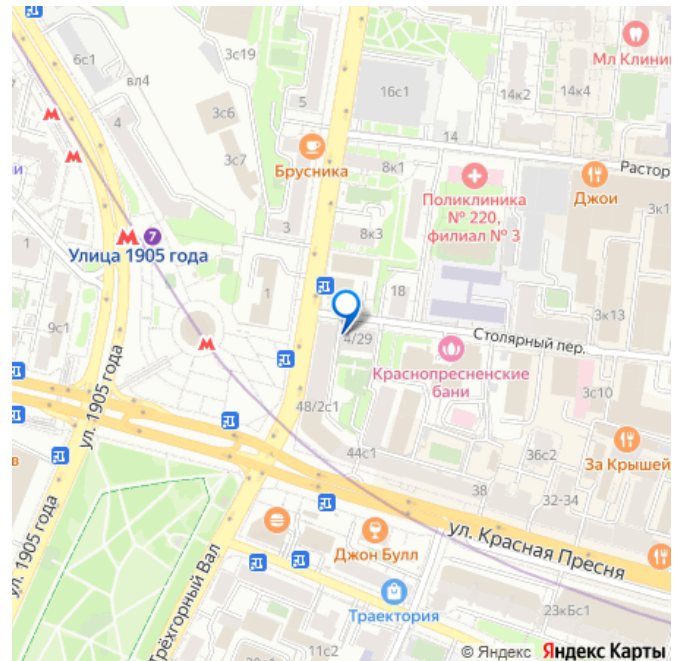 6с1
вл4
3с19
16с1
Мл Клиник
14к2
14к4
3с6
5
4
14
Брусника
8к1
Растор
3с7
Поликлиника
№ 220,
филиал № 3
Джои
3к1
7
3
8к3
1
Улица 1905 года
1
18
9с1
4/29
3к13
Столярный пер.
Краснопресненские
бани
3с10
ул. 1905 года
48/2с1
44с1
36с2
За Крышей
38
32-34
в
ул. Красная Пресня
Джон Булл
ул. 1905 года
Трёхгорный Вал
Траектория
23кБс1
11с2
© Яндекс Яндекс Карты